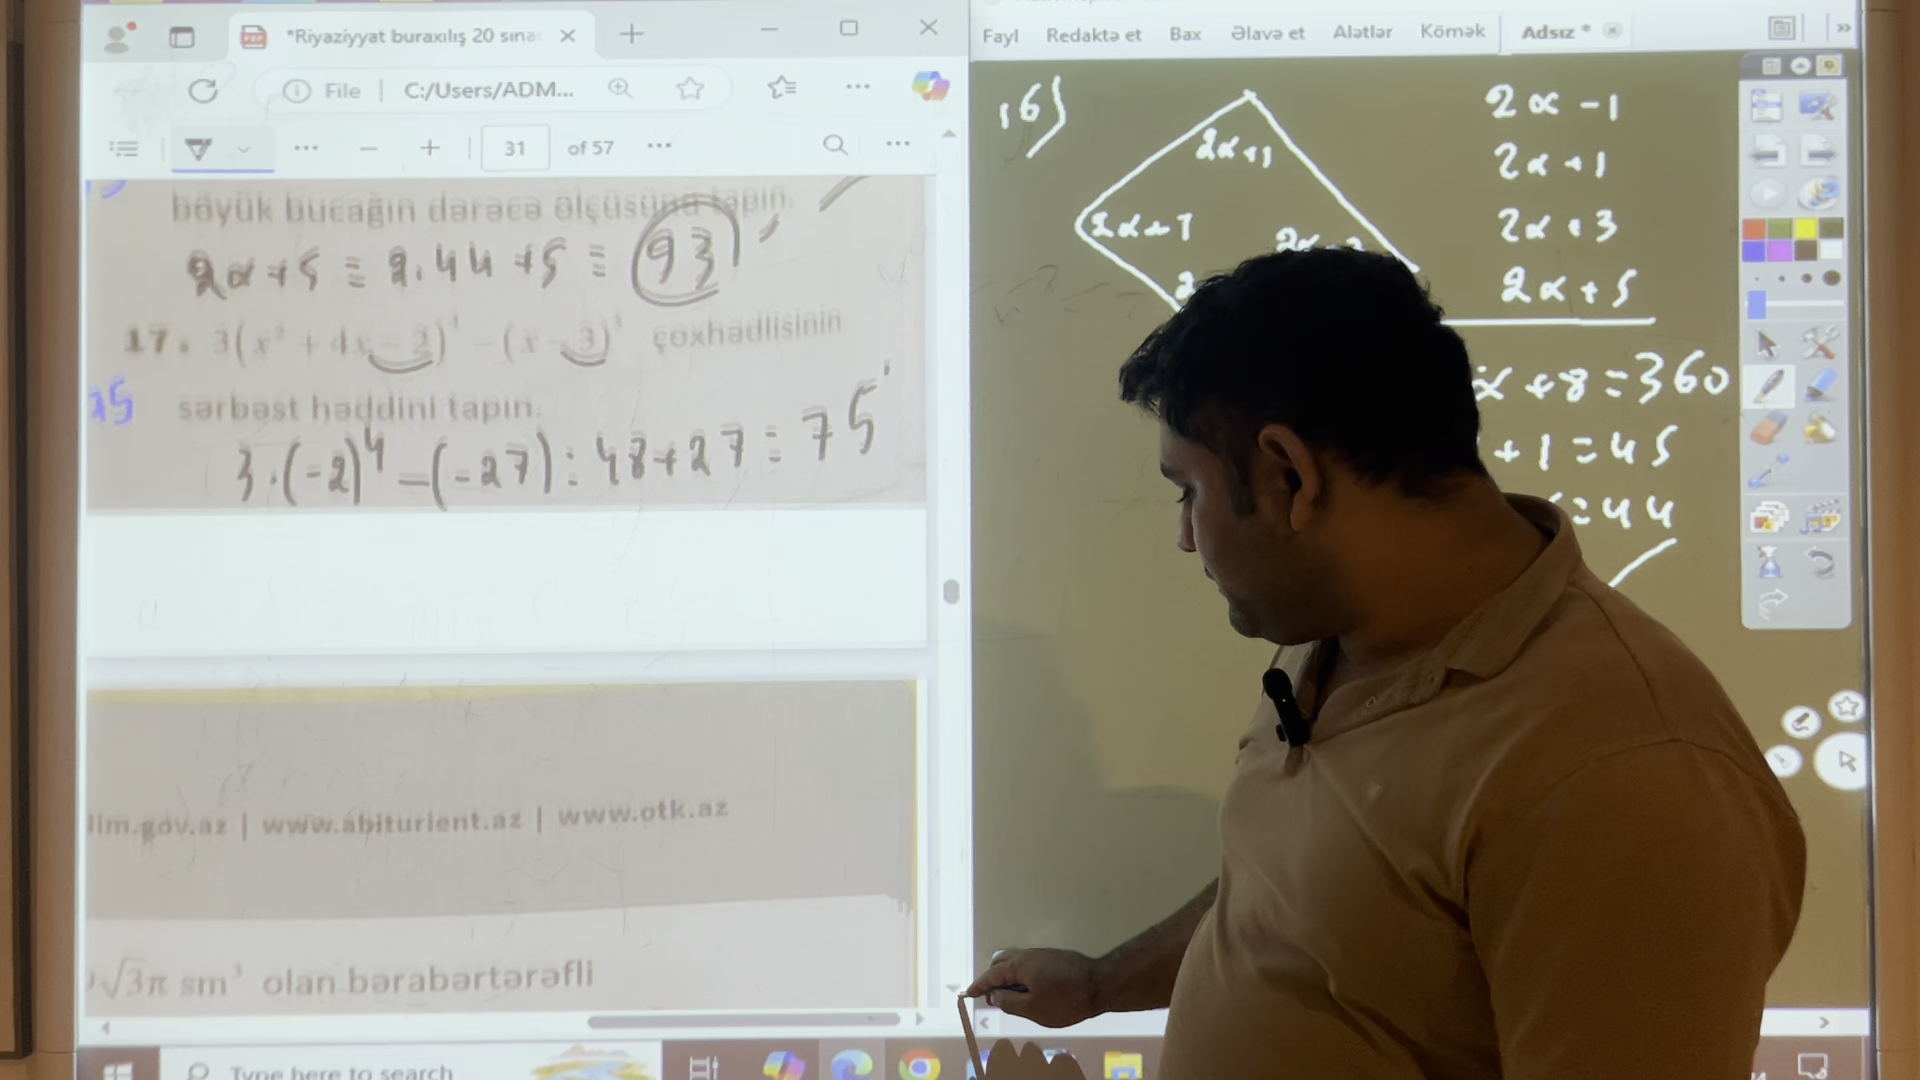 *Riyaziyyat buraxılış 20 sına
File | C:/Users/ADM...
31 of 57
böyük bucağın dərəcə ölçüsünü tapın.
2α+5 = 2.44+5 = 93
17. 3(x² + 4x - 2)⁴ - (x - 3)³ çoxhədlisinin
sərbəst həddini tapın.
3.(-2)⁴ -(-27) = 48+27 = 75
lim.gov.az | www.abiturient.az | www.otk.az
√3π sm³ olan bərabərtərəfli
Type here to search
Fayl Redaktə et Bax Əlavə et Alətlər Kömək Adsız *
16)
2α+1
2α+7
2α-1
2α+1
2α+3
2α+5
α+8=360
+1=45
=44